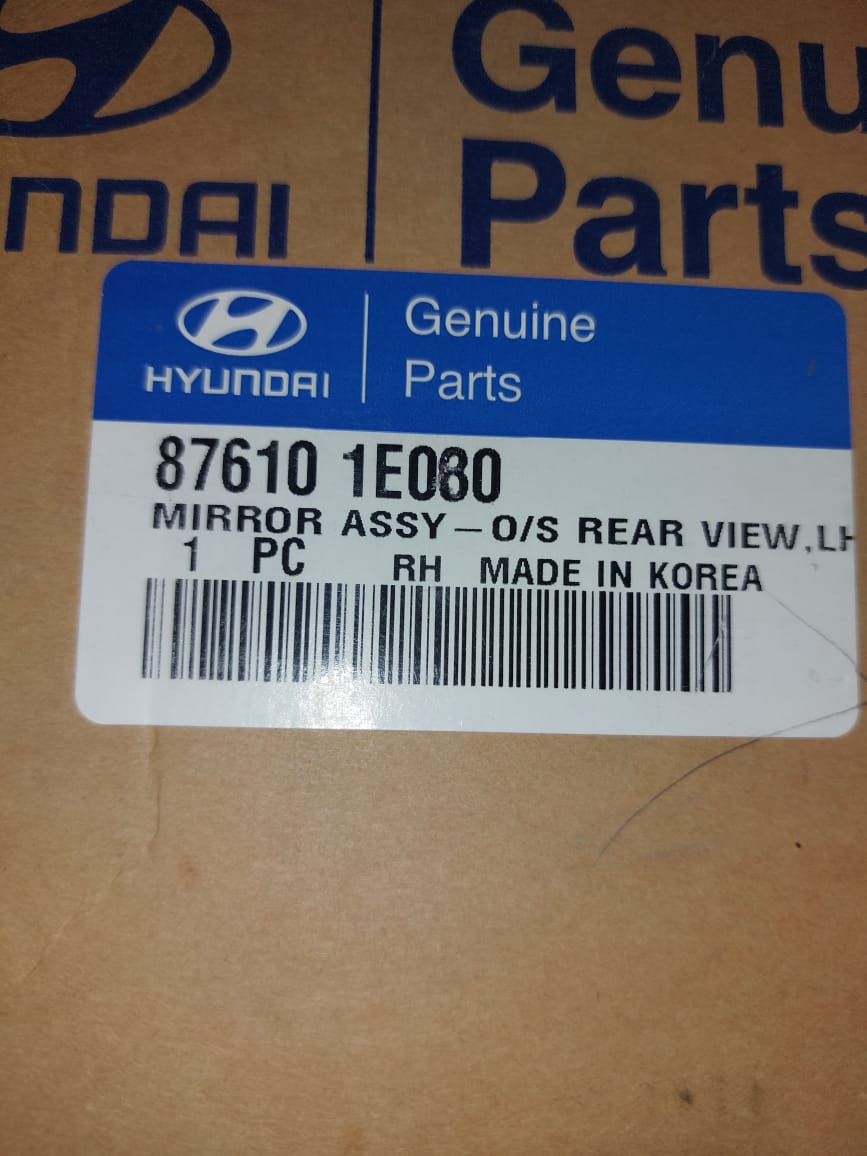 Genu
Parts
NDAI
HYUNDAI
Genuine
Parts
87610 1E080
MIRROR ASSY–O/S REAR VIEW,LH
1 PC RH MADE IN KOREA